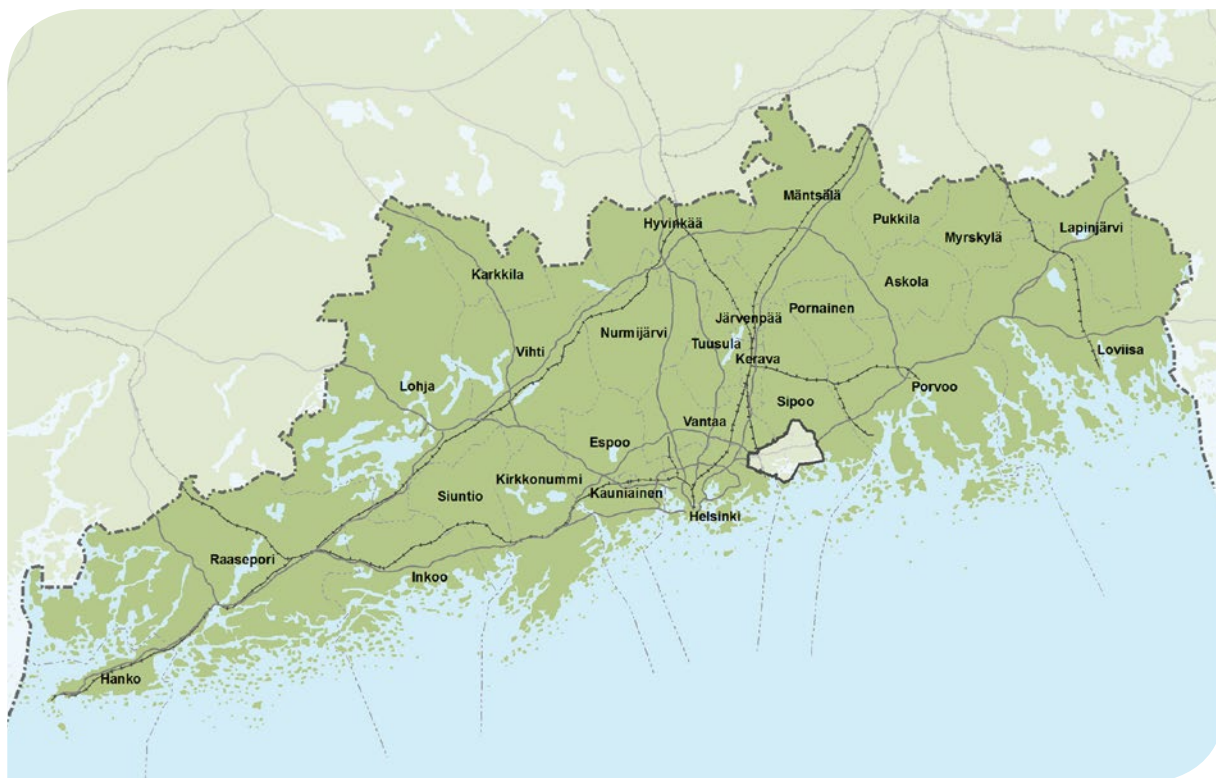 Mäntsälä
Pukkila
Hyvinkää
Lapinjärvi
Myrskylä
Karkkila
Askola
Pornainen
Järvenpää
Nurmijärvi
Tuusula
Vihti
Loviisa
Kerava
Lohja
Porvoo
Sipoo
Vantaa
Espoo
Kirkkonummi
Kauniainen
Siuntio
Helsinki
Raasepori
Inkoo
Hanko